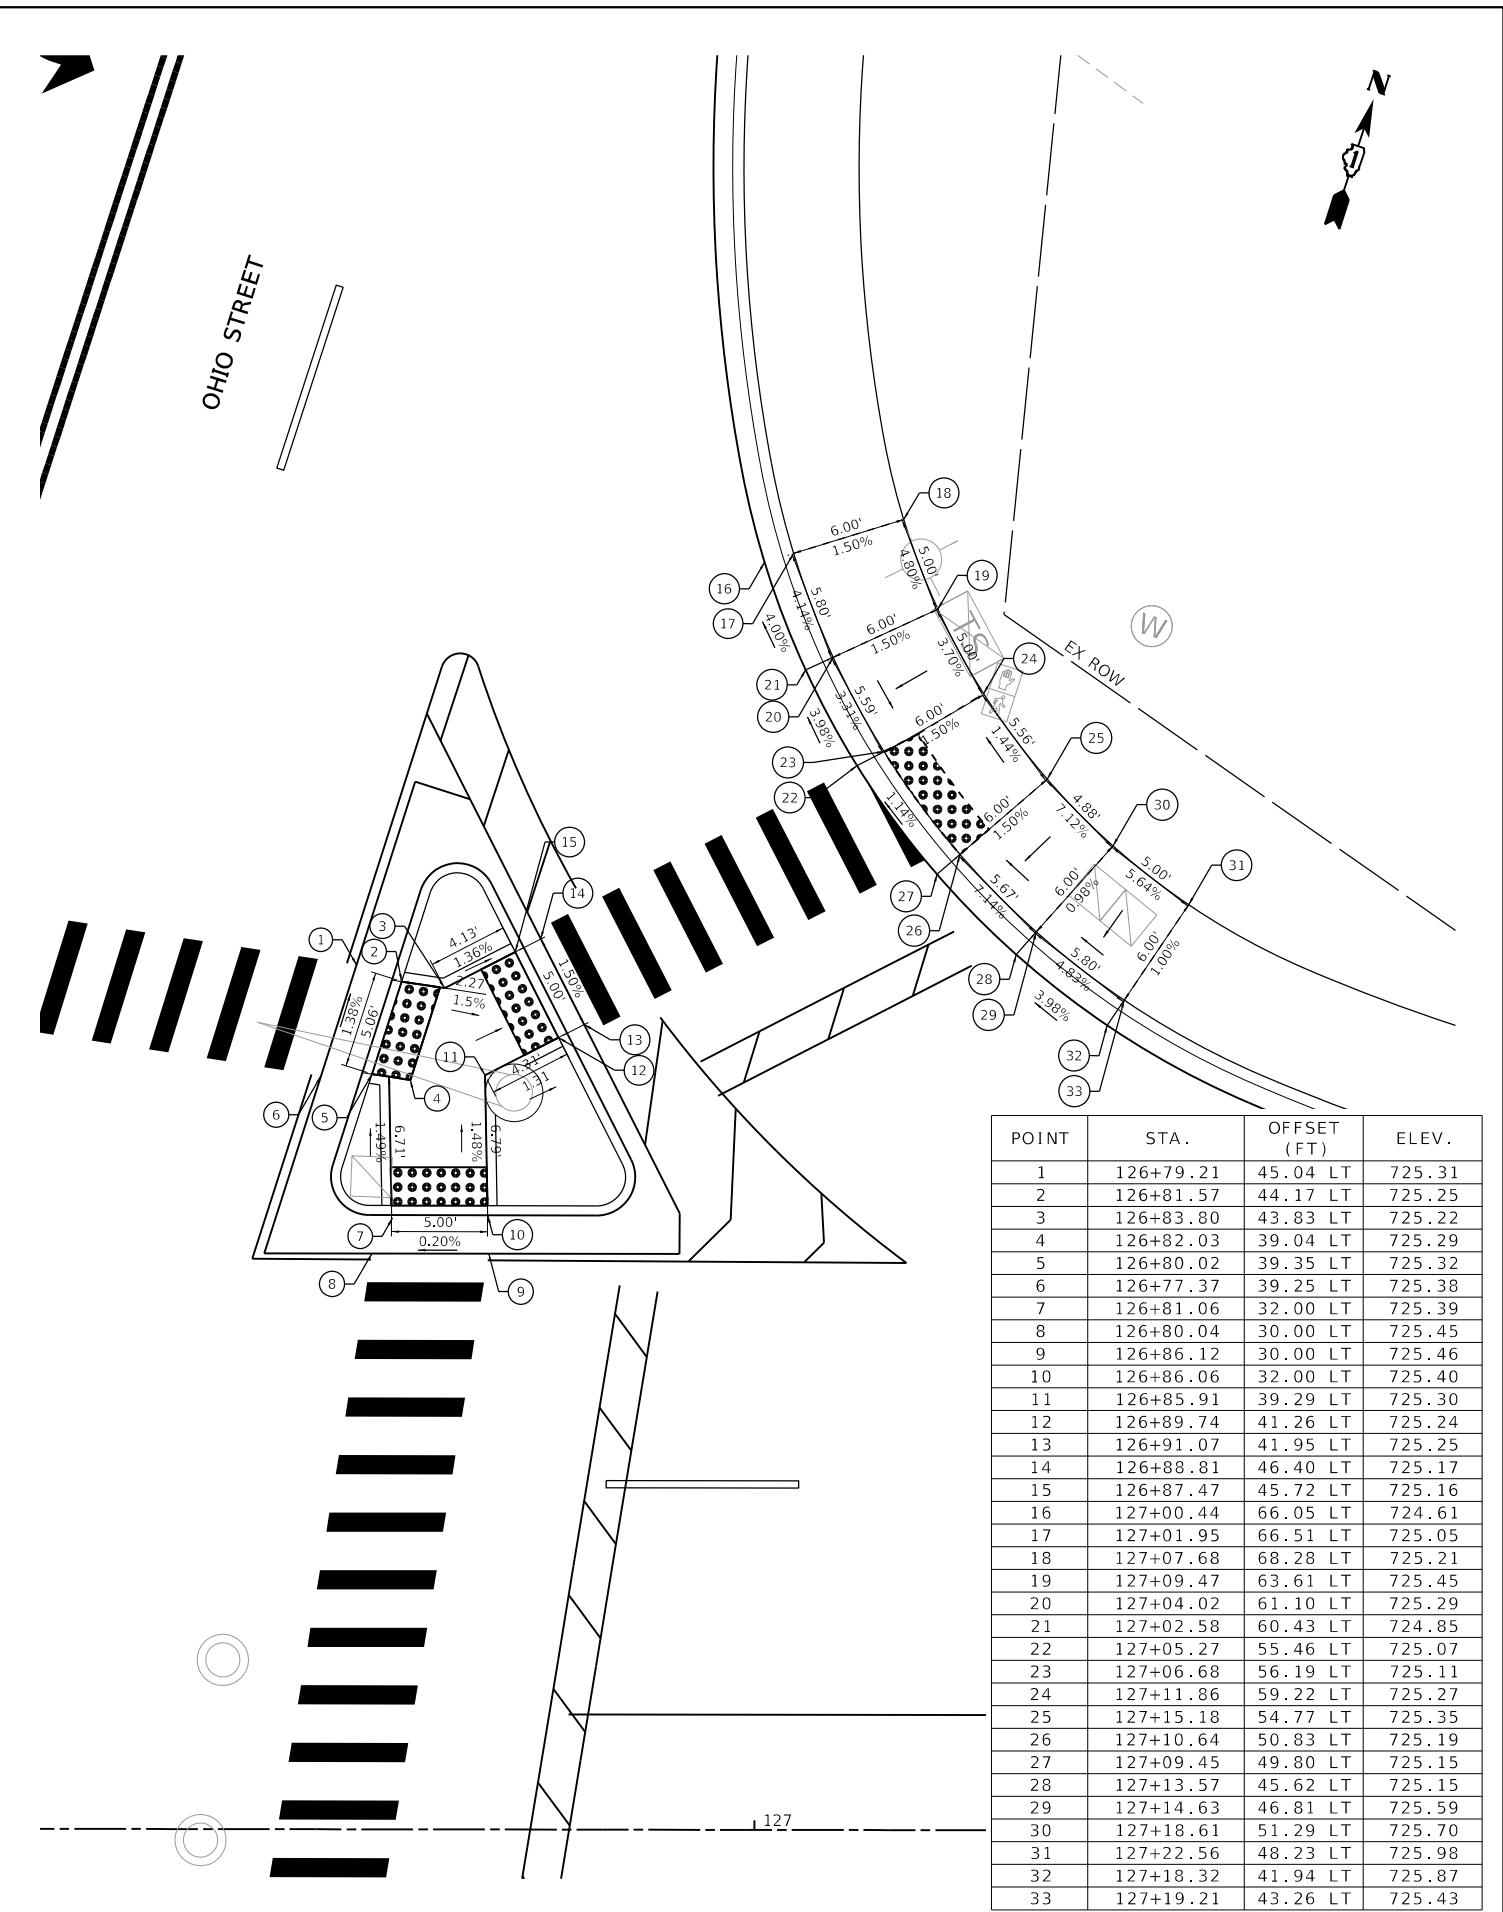 N
1
OHIO STREET
18
6.00'
1.50%
5.00'
4.80%
16
17
19
5.80'
4.14%
4.00%
6.00'
1.50%
TS
5.00'
3.70%
W
EX ROW
24
21
20
5.59'
3.31%
3.98%
6.00'
1.50%
5.56'
1.44%
25
23
22
1.14%
6.00'
1.50%
4.88'
7.12%
30
15
14
27
26
5.67'
7.14%
6.00'
0.98%
5.00'
5.64%
31
3
1
2
4.13'
1.36%
2.27
1.5%
1.50%
5.00'
1.38%
5.06'
28
29
5.80'
4.83%
3.98%
6.00'
1.00%
13
11
12
4.31'
1.31
32
33
6
5
4
1.49%
6.71'
1.48%
6.79'
7
5.00'
0.20%
10
8
9
127
POINT STA. OFFSET (FT) ELEV.
1 126+79.21 45.04 LT 725.31
2 126+81.57 44.17 LT 725.25
3 126+83.80 43.83 LT 725.22
4 126+82.03 39.04 LT 725.29
5 126+80.02 39.35 LT 725.32
6 126+77.37 39.25 LT 725.38
7 126+81.06 32.00 LT 725.39
8 126+80.04 30.00 LT 725.45
9 126+86.12 30.00 LT 725.46
10 126+86.06 32.00 LT 725.40
11 126+85.91 39.29 LT 725.30
12 126+89.74 41.26 LT 725.24
13 126+91.07 41.95 LT 725.25
14 126+88.81 46.40 LT 725.17
15 126+87.47 45.72 LT 725.16
16 127+00.44 66.05 LT 724.61
17 127+01.95 66.51 LT 725.05
18 127+07.68 68.28 LT 725.21
19 127+09.47 63.61 LT 725.45
20 127+04.02 61.10 LT 725.29
21 127+02.58 60.43 LT 724.85
22 127+05.27 55.46 LT 725.07
23 127+06.68 56.19 LT 725.11
24 127+11.86 59.22 LT 725.27
25 127+15.18 54.77 LT 725.35
26 127+10.64 50.83 LT 725.19
27 127+09.45 49.80 LT 725.15
28 127+13.57 45.62 LT 725.15
29 127+14.63 46.81 LT 725.59
30 127+18.61 51.29 LT 725.70
31 127+22.56 48.23 LT 725.98
32 127+18.32 41.94 LT 725.87
33 127+19.21 43.26 LT 725.43